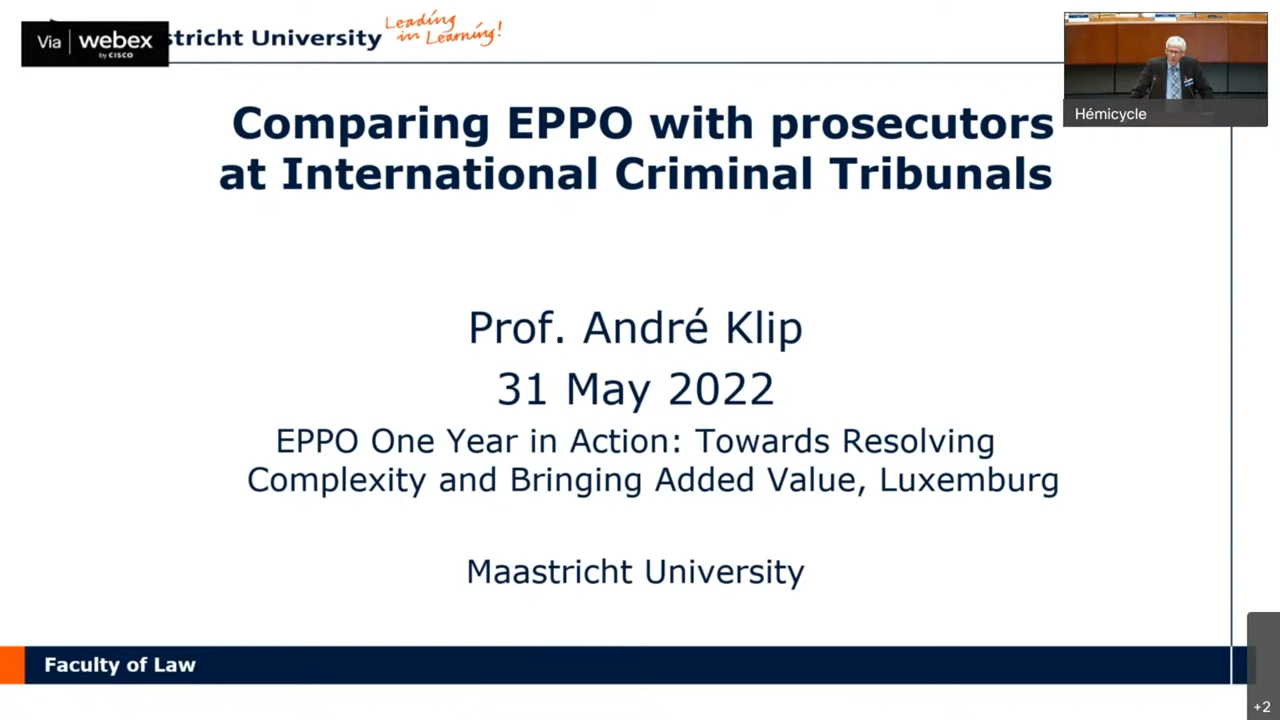 Via webex
by CISCO
stricht University
Leading
in Learning!
Hémicycle
Comparing EPPO with prosecutors
at International Criminal Tribunals
Prof. André Klip
31 May 2022
EPPO One Year in Action: Towards Resolving
Complexity and Bringing Added Value, Luxemburg
Maastricht University
Faculty of Law
+2